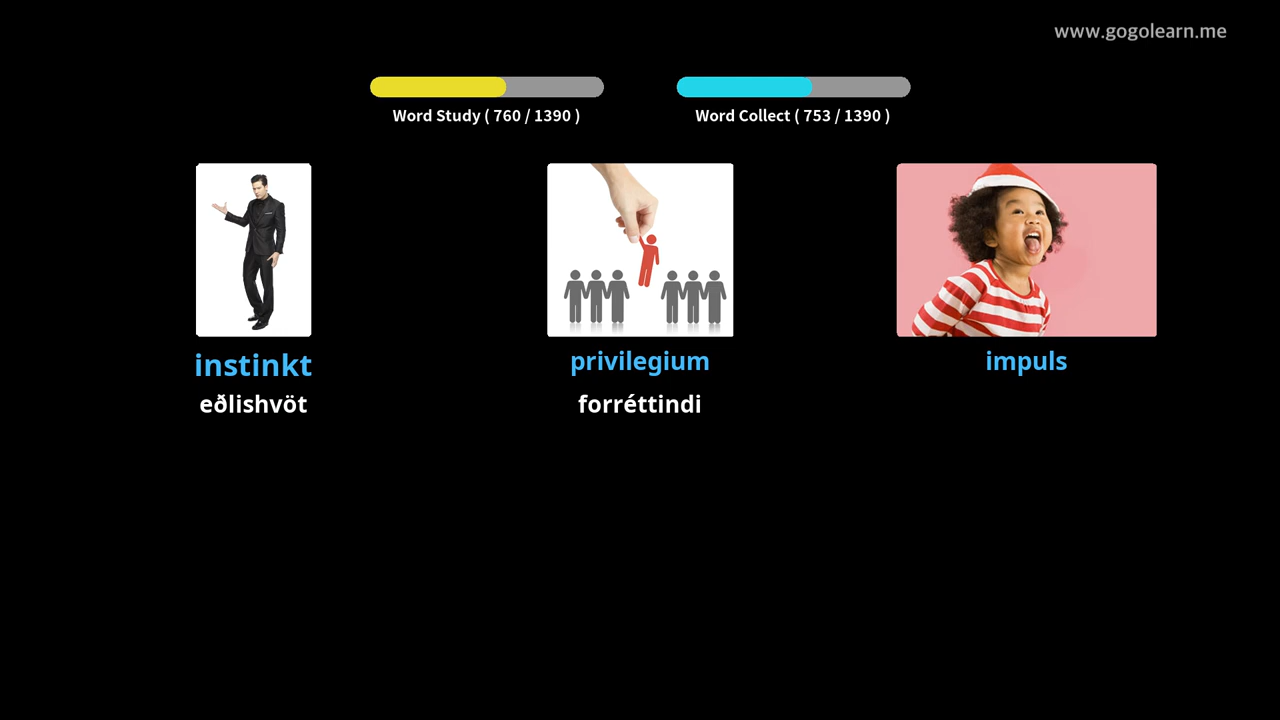 www.gogolearn.me
Word Study ( 760 / 1390 )
Word Collect ( 753 / 1390 )
instinkt
privilegium
impuls
eðlishvöt
forréttindi